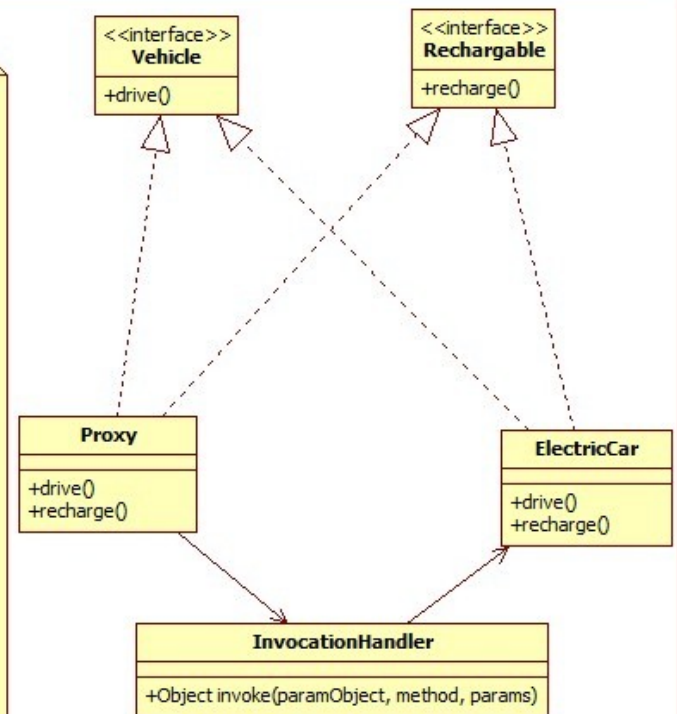 <<interface>>
Vehicle
+drive()
<<interface>>
Rechargable
+recharge()
Proxy
+drive()
+recharge()
ElectricCar
+drive()
+recharge()
InvocationHandler
+Object invoke(paramObject, method, params)